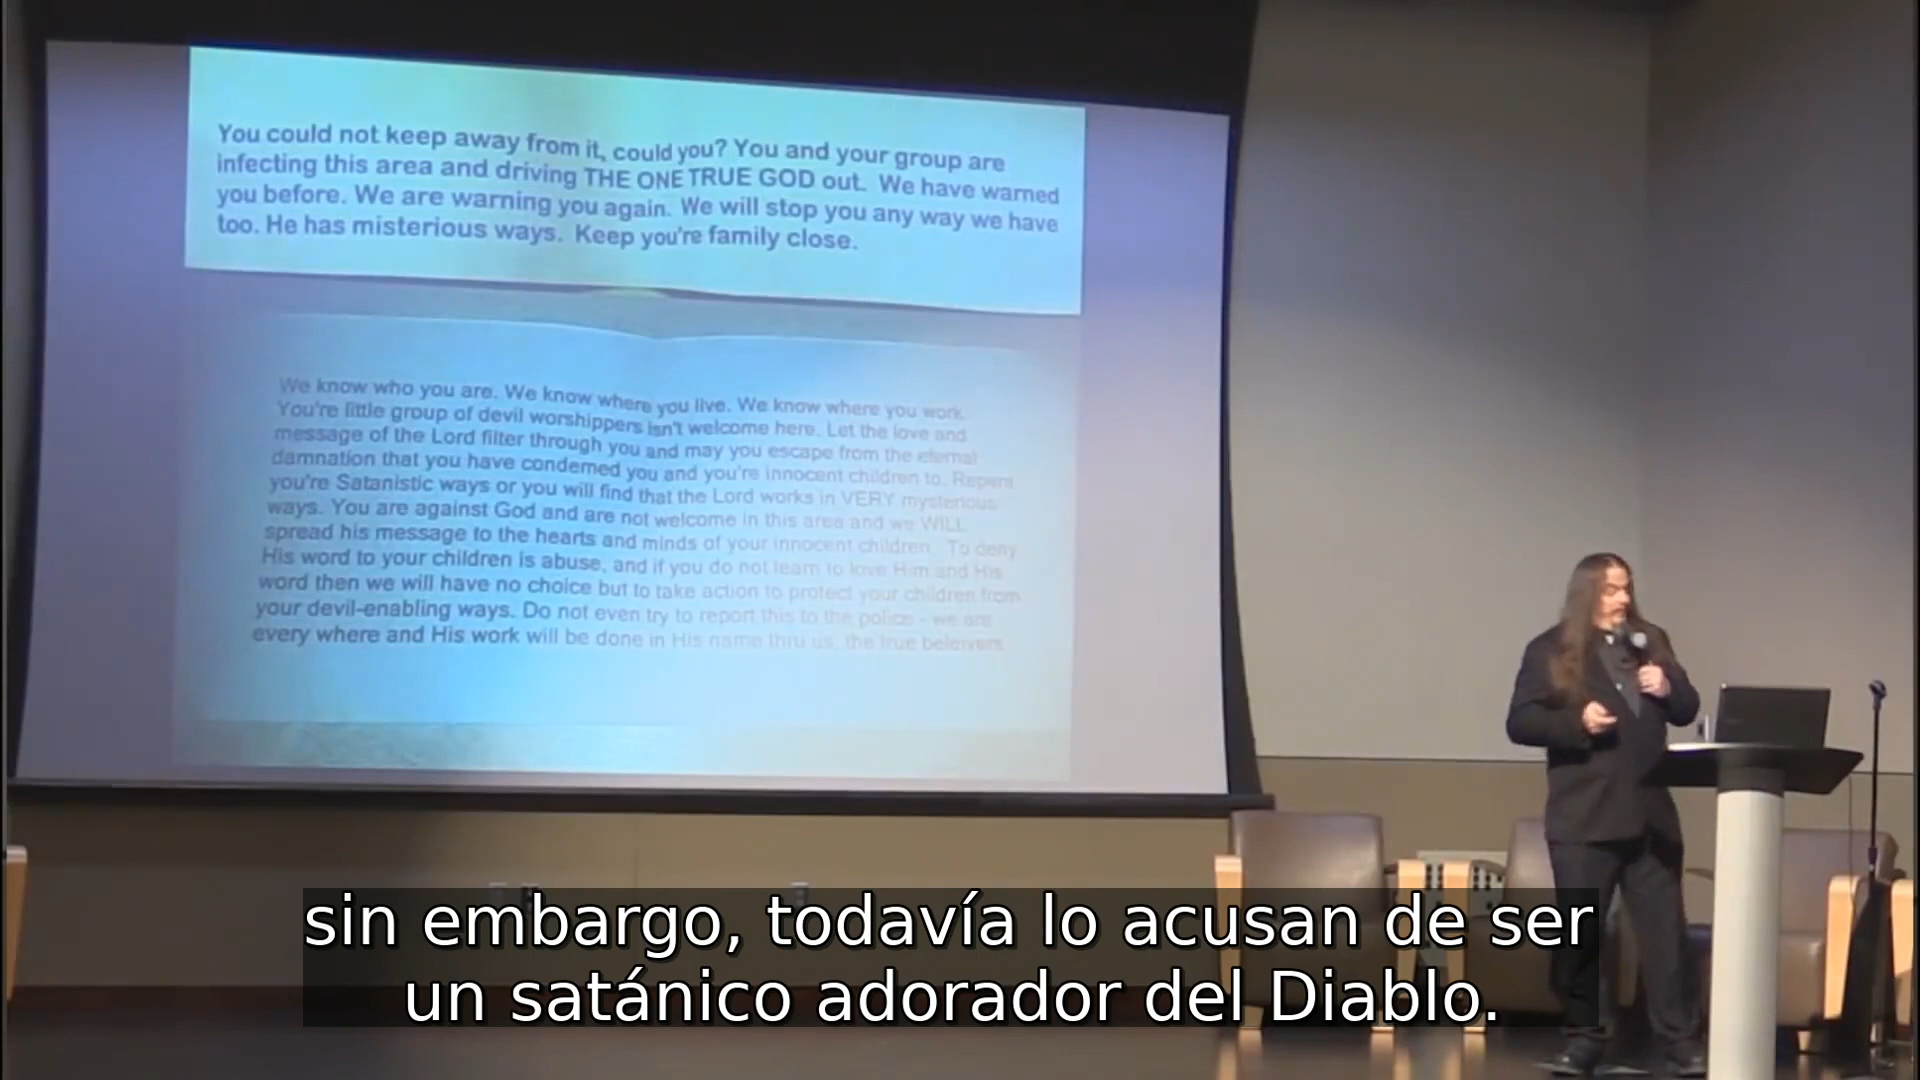 You could not keep away from it, could you? You and your group are
infecting this area and driving THE ONE TRUE GOD out. We have warned
you before. We are warning you again. We will stop you any way we have
too. He has misterious ways. Keep you're family close.
We know who you are. We know where you live. We know where you work.
You're little group of devil worshippers isn't welcome here. Let the love and
message of the Lord filter through you and may you escape from the eternal
damnation that you have condemed you and you're innocent children to. Repent
you're Satanistic ways or you will find that the Lord works in VERY mysterious
ways. You are against God and are not welcome in this area and we WILL
spread his message to the hearts and minds of your innocent children. To deny
His word to your children is abuse, and if you do not learn to love Him and His
word then we will have no choice but to take action to protect your children from
your devil-enabling ways. Do not even try to report this to the police - we are
every where and His work will be done in His name thru us, the true beleivers
sin embargo, todavía lo acusan de ser
un satánico adorador del Diablo.